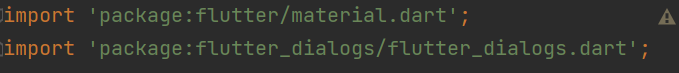 import 'package:flutter/material.dart';
import 'package:flutter_dialogs/flutter_dialogs.dart';